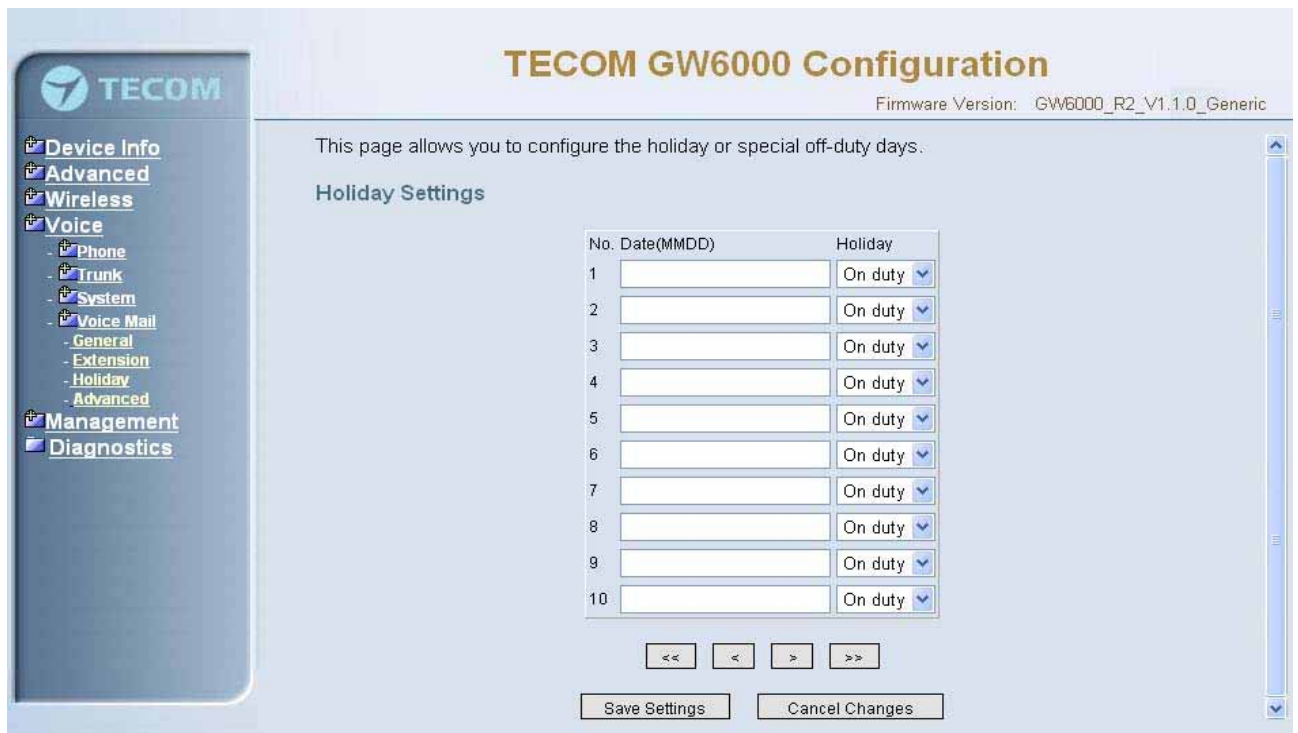 TECOM
TECOM GW6000 Configuration
Firmware Version: GW6000_R2_V1.1.0_Generic
Device Info
Advanced
Wireless
Voice
- Phone
- Trunk
- System
- Voice Mail
- General
- Extension
- Holiday
- Advanced
Management
Diagnostics
This page allows you to configure the holiday or special off-duty days.
Holiday Settings
No. Date(MMDD) Holiday
1 On duty
2 On duty
3 On duty
4 On duty
5 On duty
6 On duty
7 On duty
8 On duty
9 On duty
10 On duty
<< < > >>
Save Settings Cancel Changes